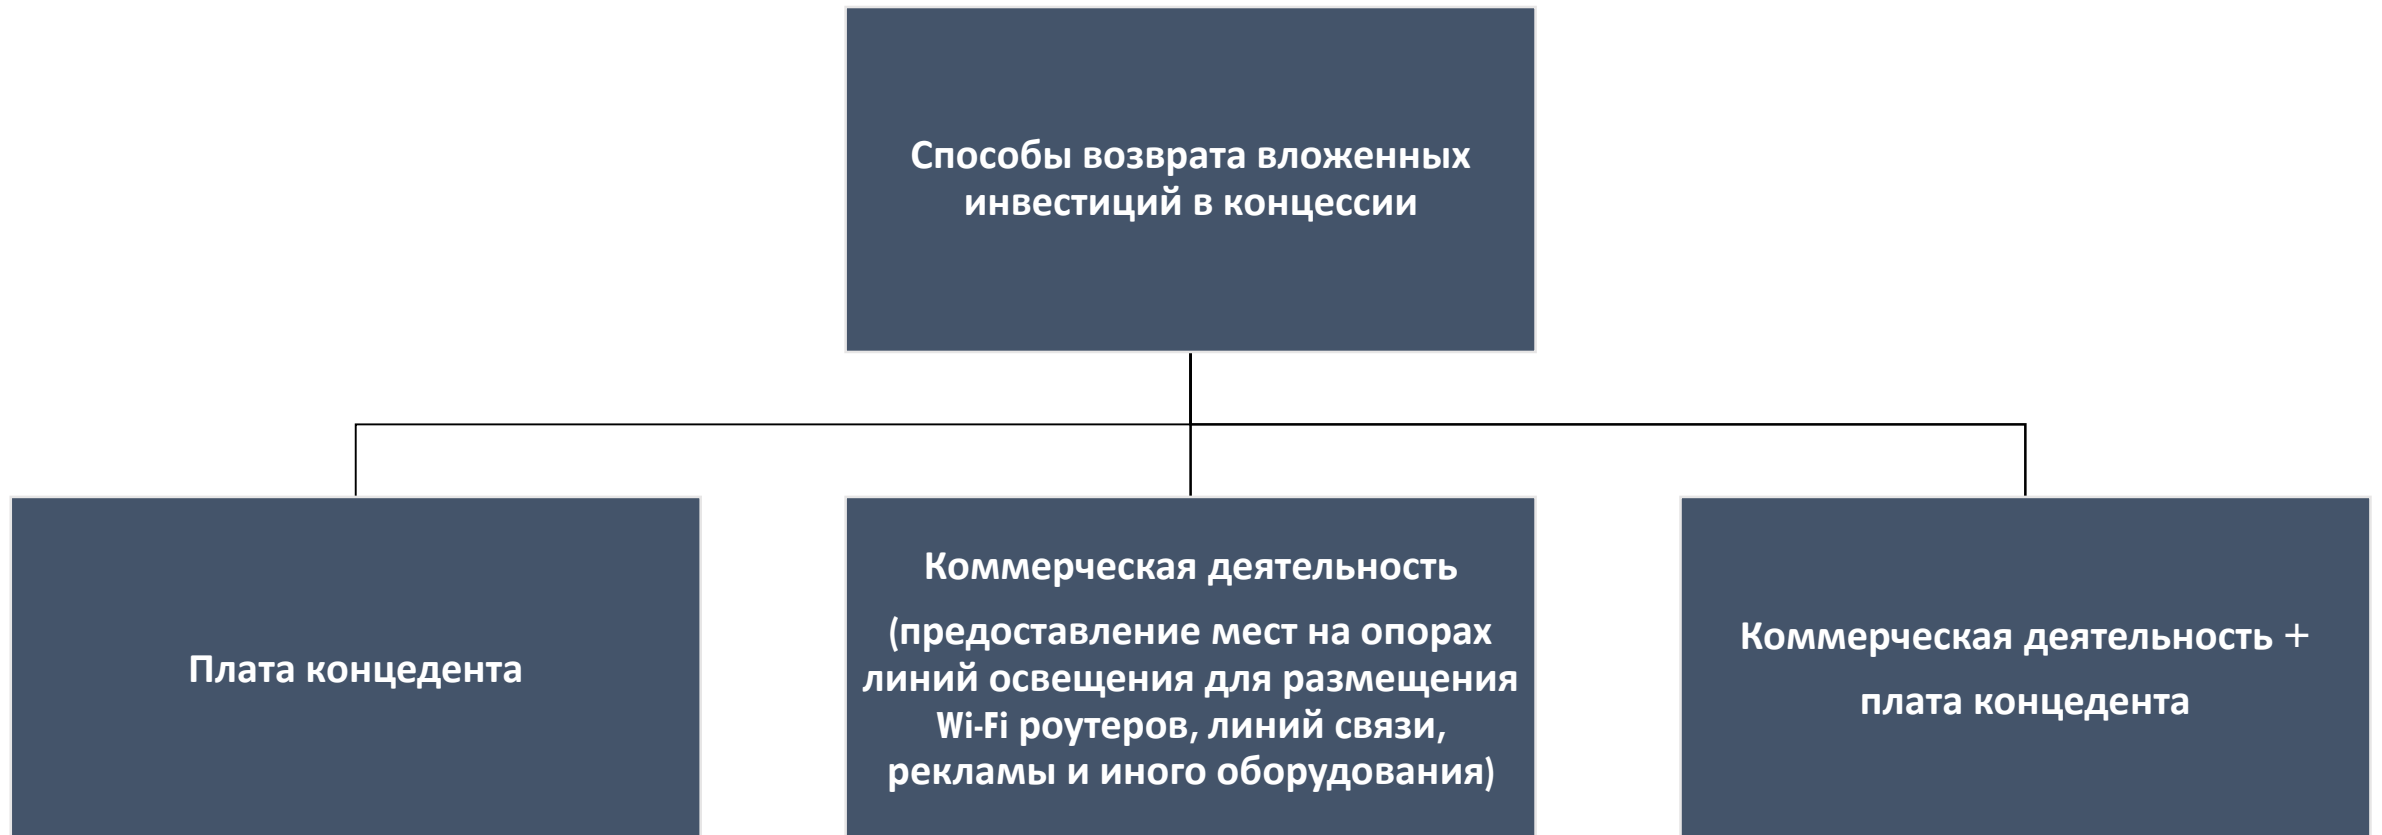 Способы возврата вложенных
инвестиций в концессии
Плата концедента
Коммерческая деятельность
(предоставление мест на опорах
линий освещения для размещения
Wi-Fi роутеров, линий связи,
рекламы и иного оборудования)
Коммерческая деятельность +
плата концедента